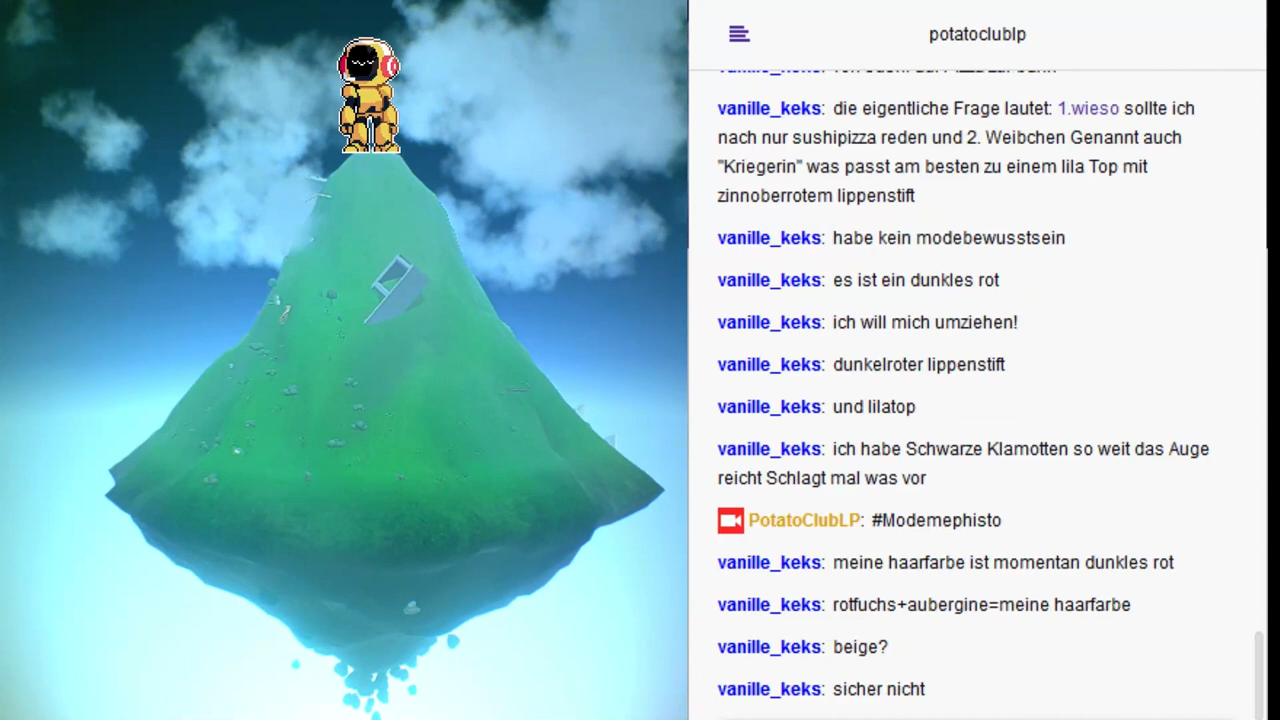 potatoclublp
vanille_keks: die eigentliche Frage lautet: 1.wieso sollte ich
nach nur sushipizza reden und 2. Weibchen Genannt auch
"Kriegerin" was passt am besten zu einem lila Top mit
zinnoberrotem lippenstift
vanille_keks: habe kein modebewusstsein
vanille_keks: es ist ein dunkles rot
vanille_keks: ich will mich umziehen!
vanille_keks: dunkelroter lippenstift
vanille_keks: und lilatop
vanille_keks: ich habe Schwarze Klamotten so weit das Auge
reicht Schlagt mal was vor
PotatoClubLP: #Modemephisto
vanille_keks: meine haarfarbe ist momentan dunkles rot
vanille_keks: rotfuchs+aubergine=meine haarfarbe
vanille_keks: beige?
vanille_keks: sicher nicht